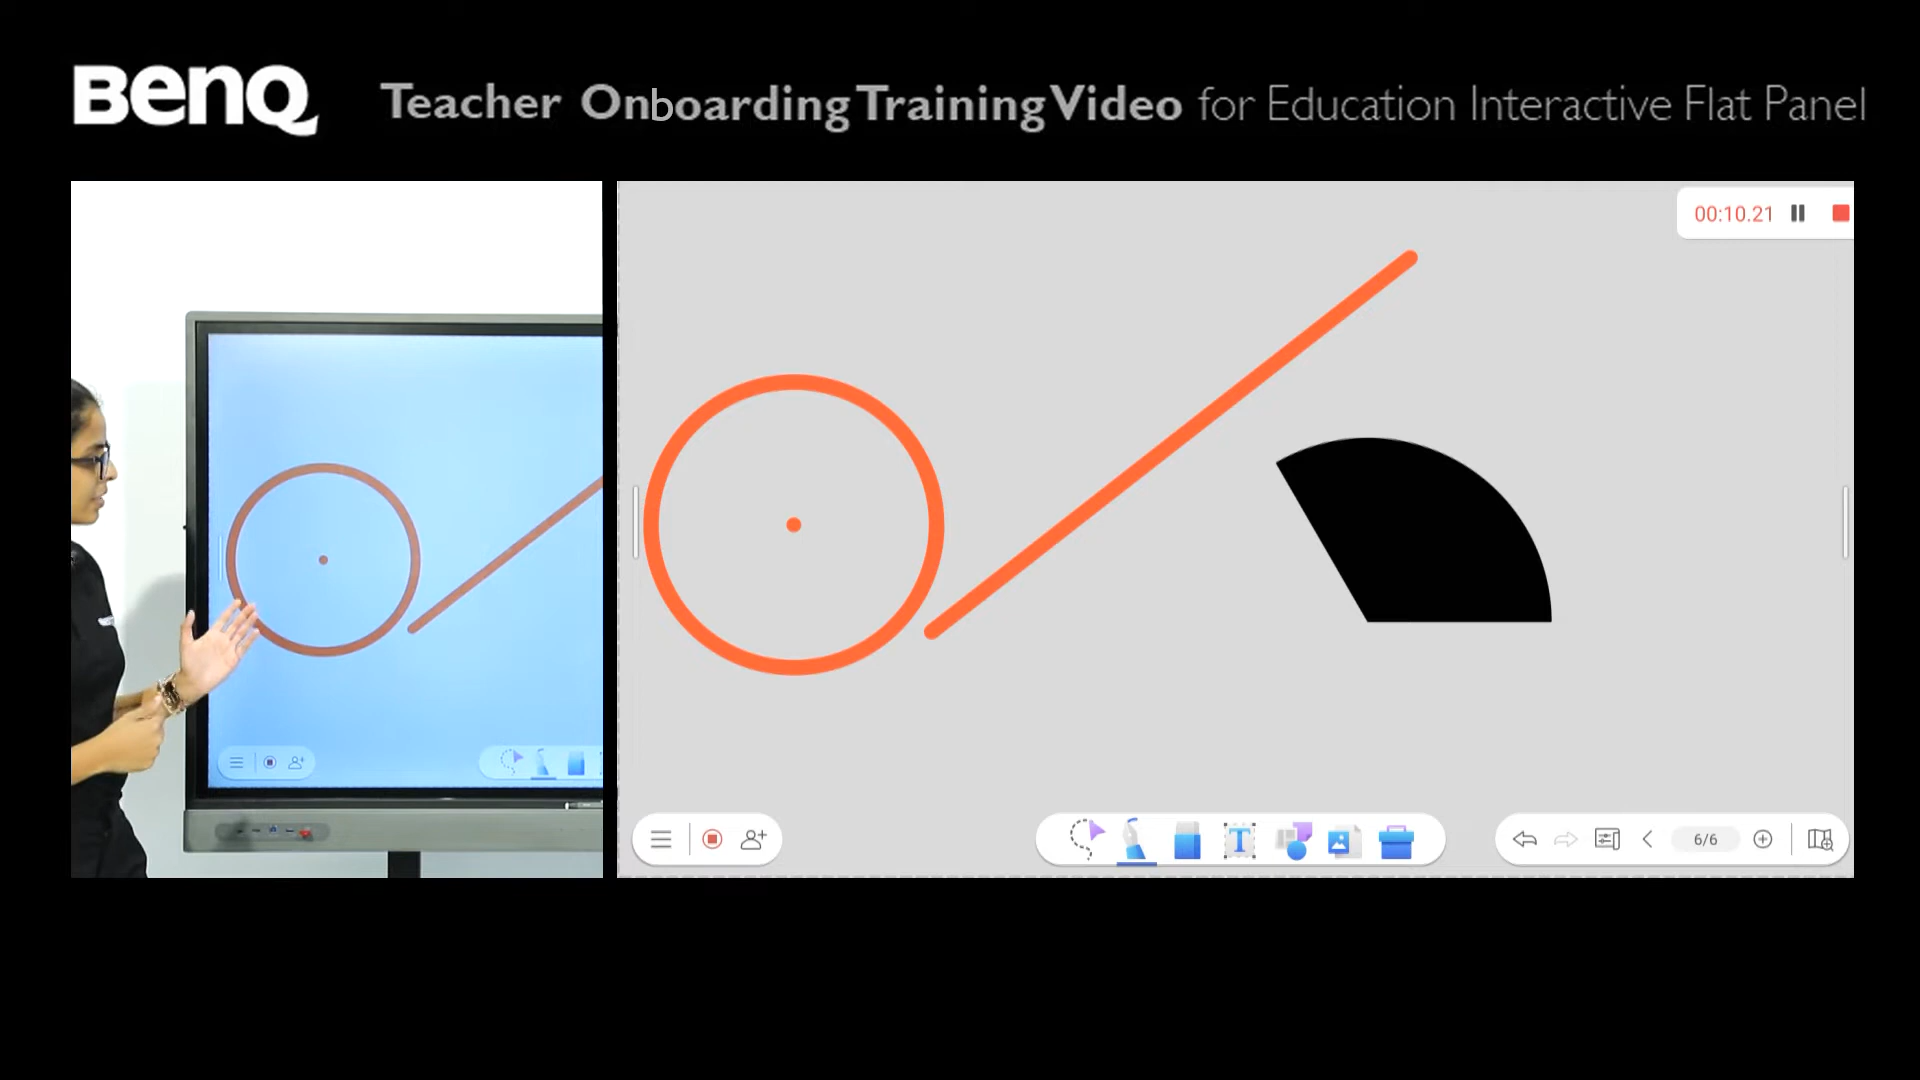 BenQ
Teacher Onboarding Training Video for Education Interactive Flat Panel
00:10.21
T
6/6